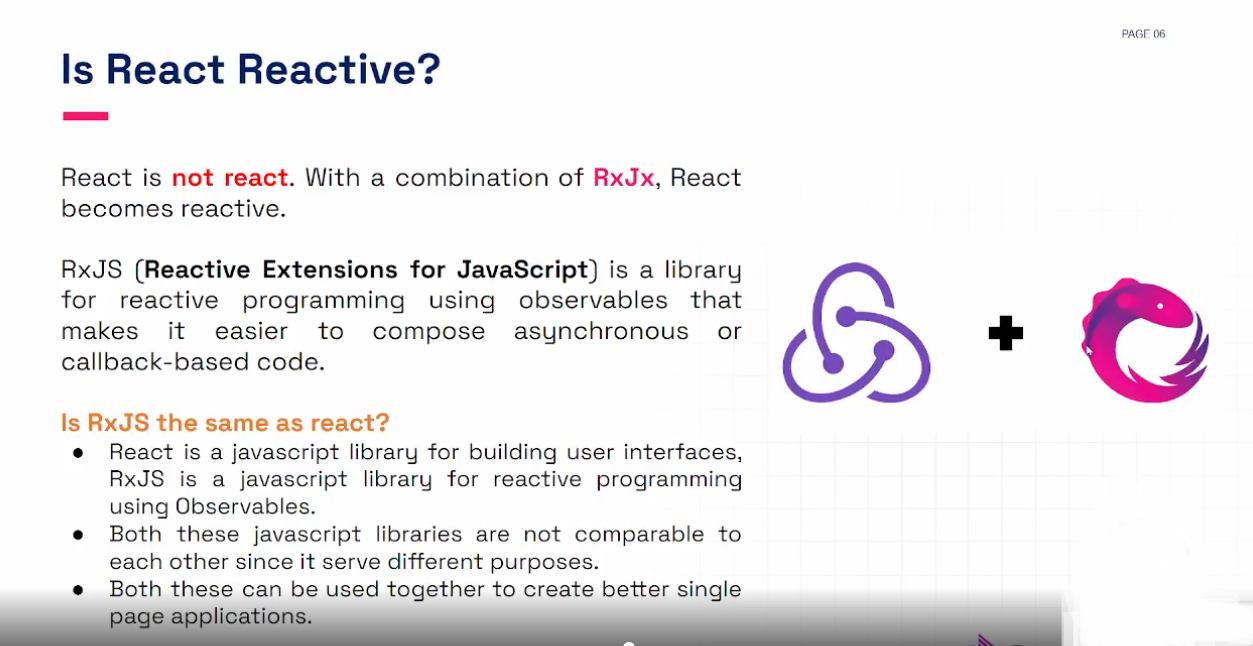 PAGE 06
Is React Reactive?
React is not react. With a combination of RxJx, React
becomes reactive.
RxJS (Reactive Extensions for JavaScript) is a library
for reactive programming using observables that
makes it easier to compose asynchronous or
callback-based code.
Is RxJS the same as react?
● React is a javascript library for building user interfaces,
RxJS is a javascript library for reactive programming
using Observables.
● Both these javascript libraries are not comparable to
each other since it serve different purposes.
● Both these can be used together to create better single
page applications.